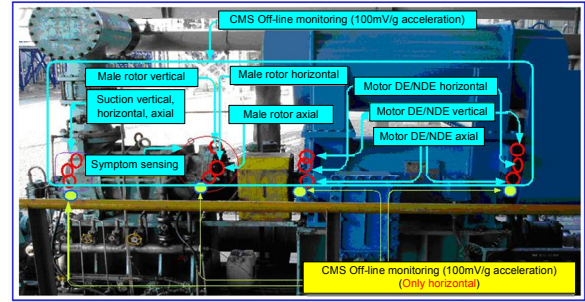 CMS Off-line monitoring (100mV/g acceleration)
Male rotor vertical
Male rotor horizontal
Suction vertical,
horizontal, axial
Motor DE/NDE horizontal
Male rotor axial
Motor DE/NDE vertical
Motor DE/NDE axial
Symptom sensing
CMS Off-line monitoring (100mV/g acceleration)
(Only horizontal)